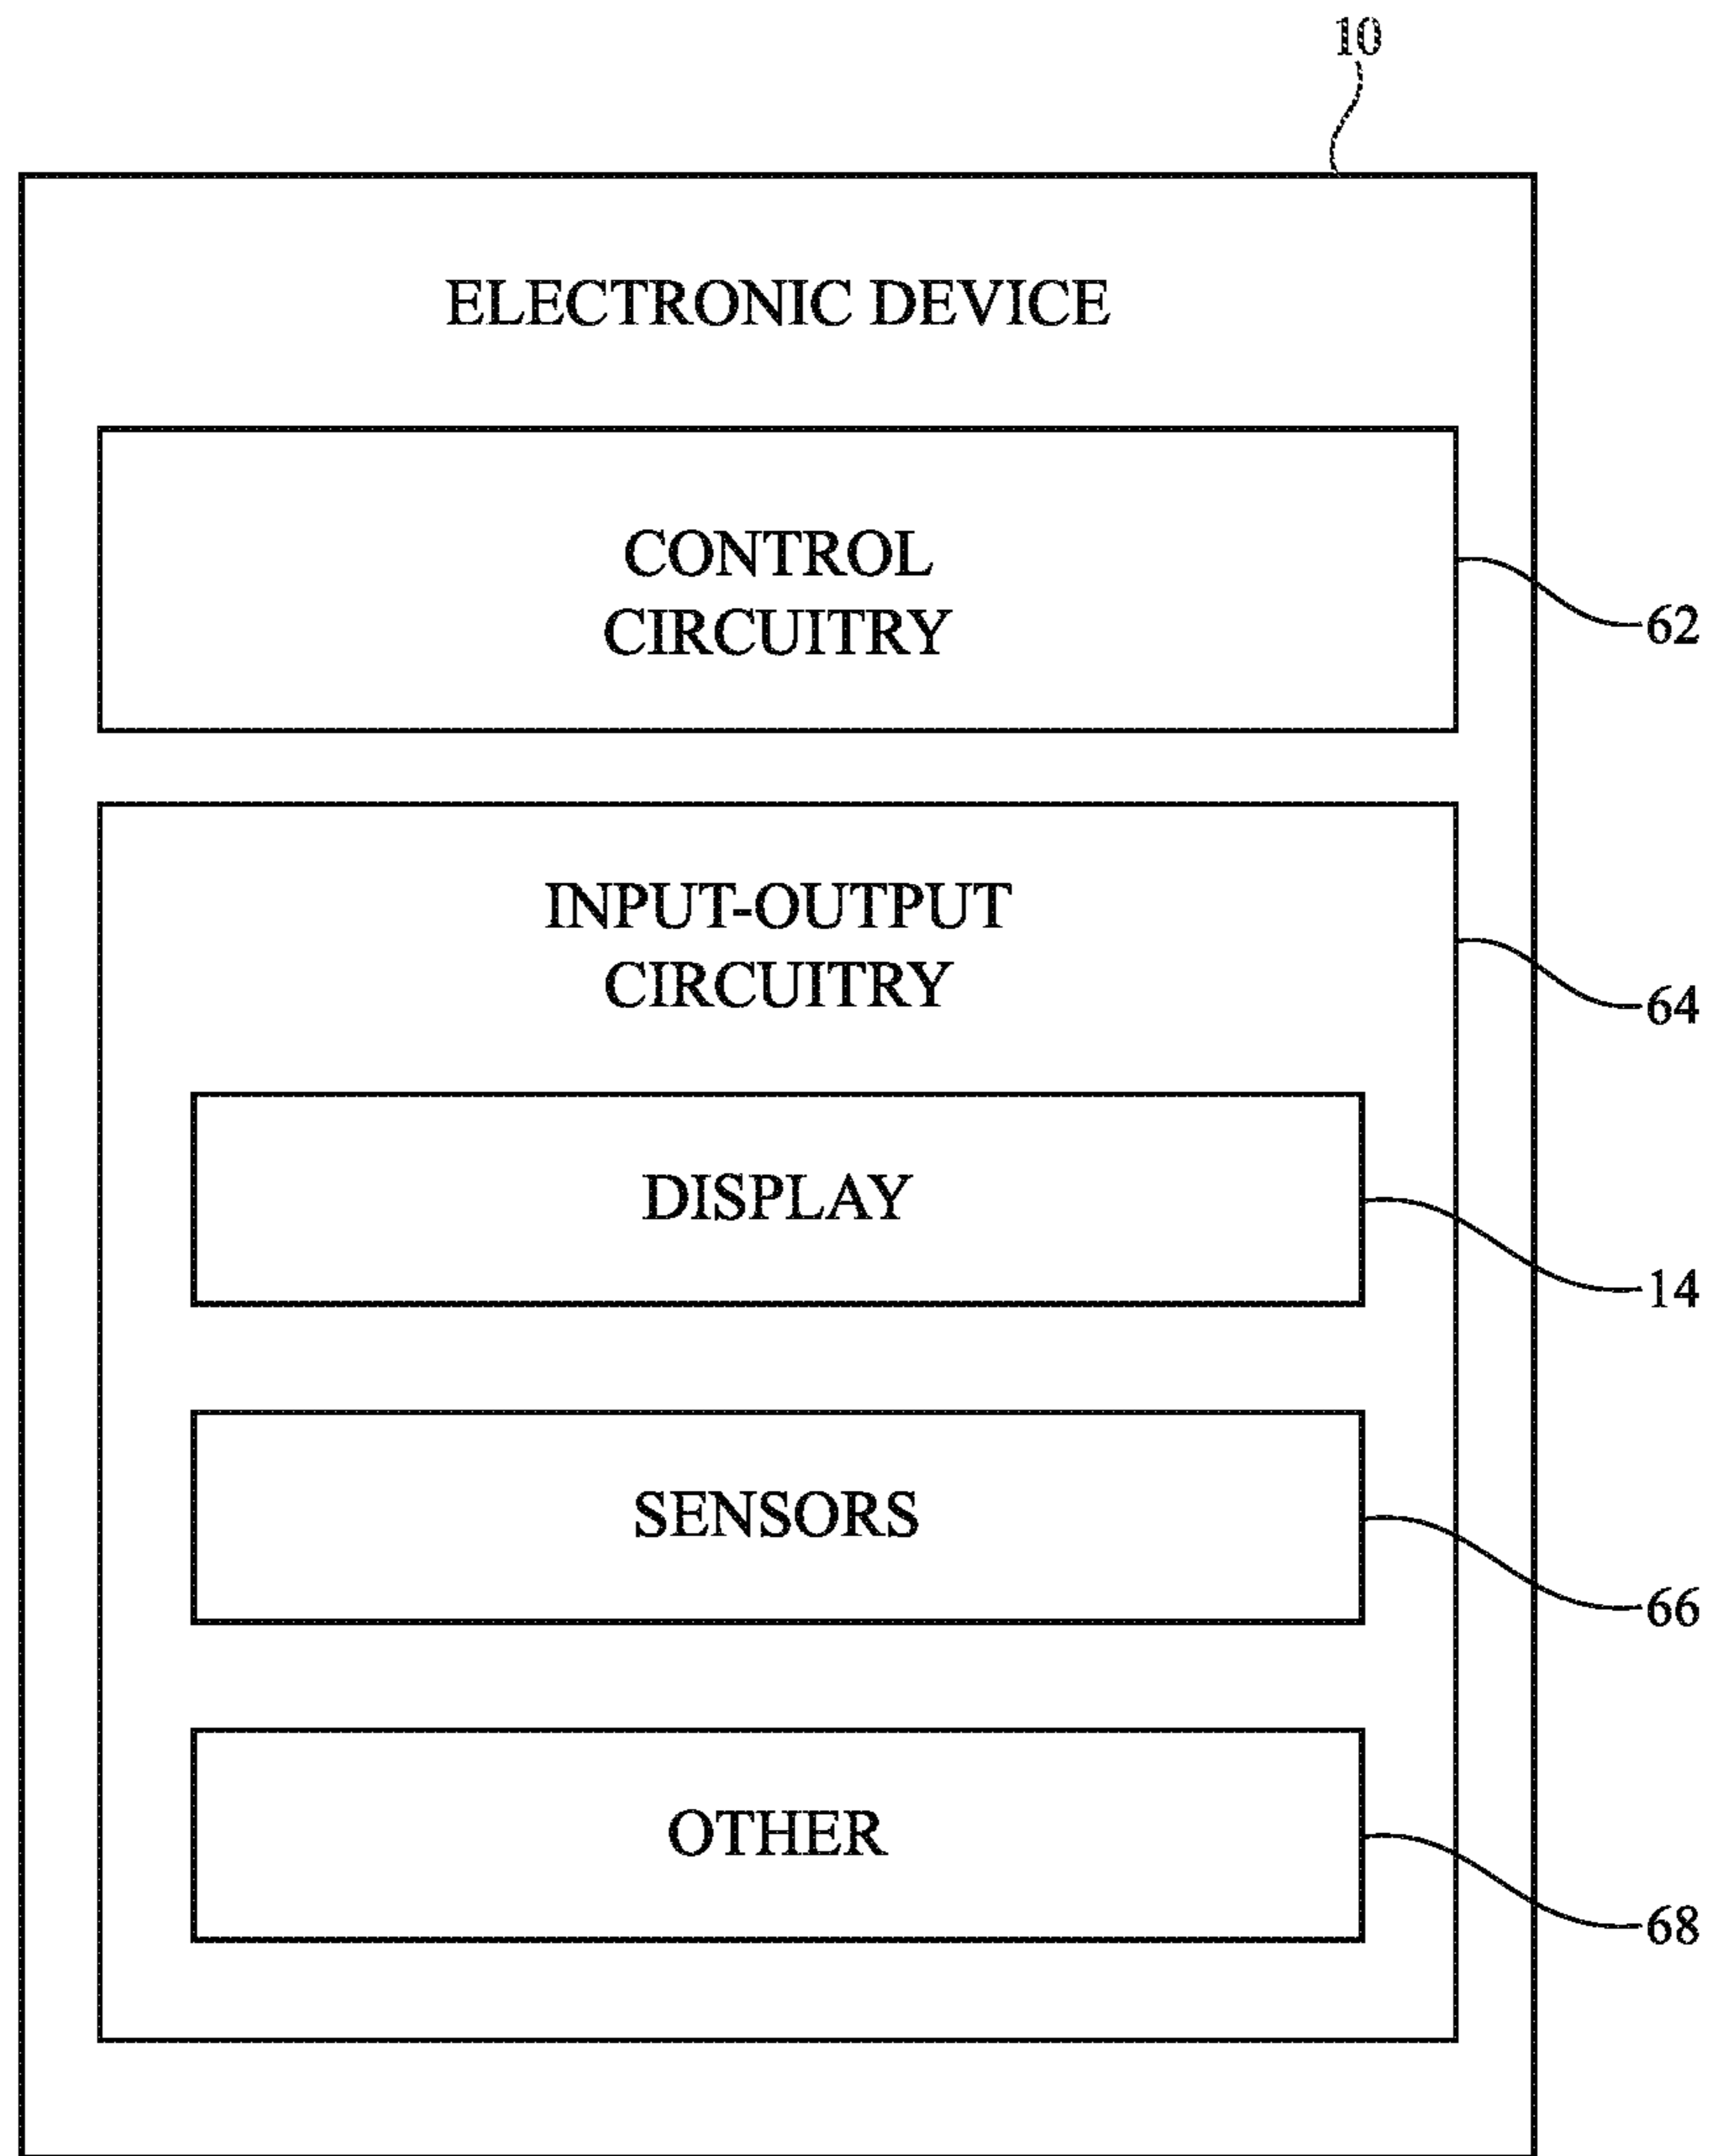 10
ELECTRONIC DEVICE
CONTROL
CIRCUITRY
62
INPUT-OUTPUT
CIRCUITRY
64
DISPLAY
14
SENSORS
66
OTHER
68